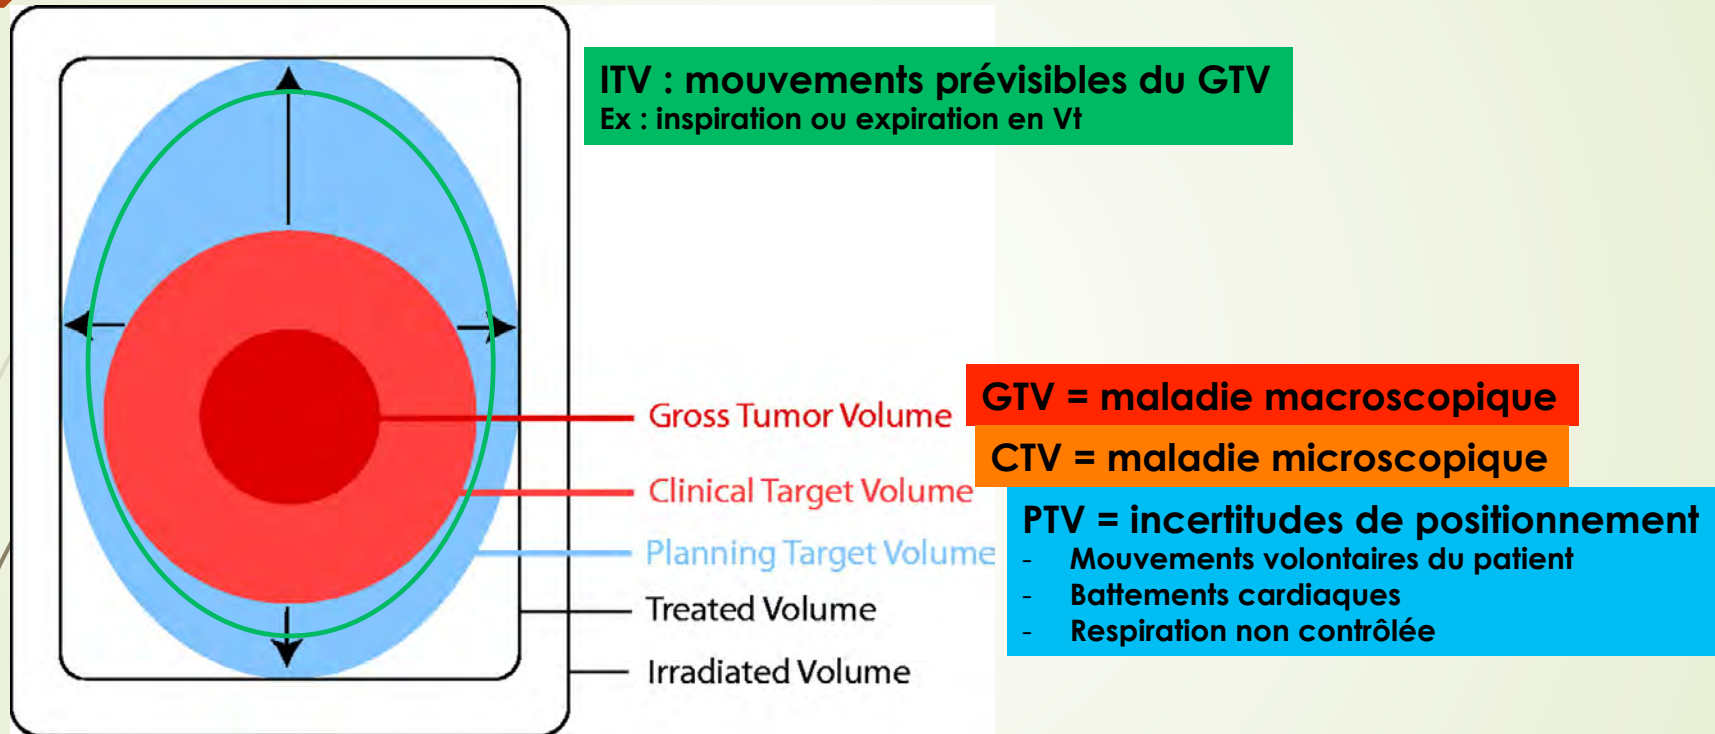 ITV : mouvements prévisibles du GTV
Ex : inspiration ou expiration en Vt
Gross Tumor Volume
GTV = maladie macroscopique
Clinical Target Volume
CTV = maladie microscopique
Planning Target Volume
PTV = incertitudes de positionnement
- Mouvements volontaires du patient
- Battements cardiaques
- Respiration non contrôlée
Treated Volume
Irradiated Volume